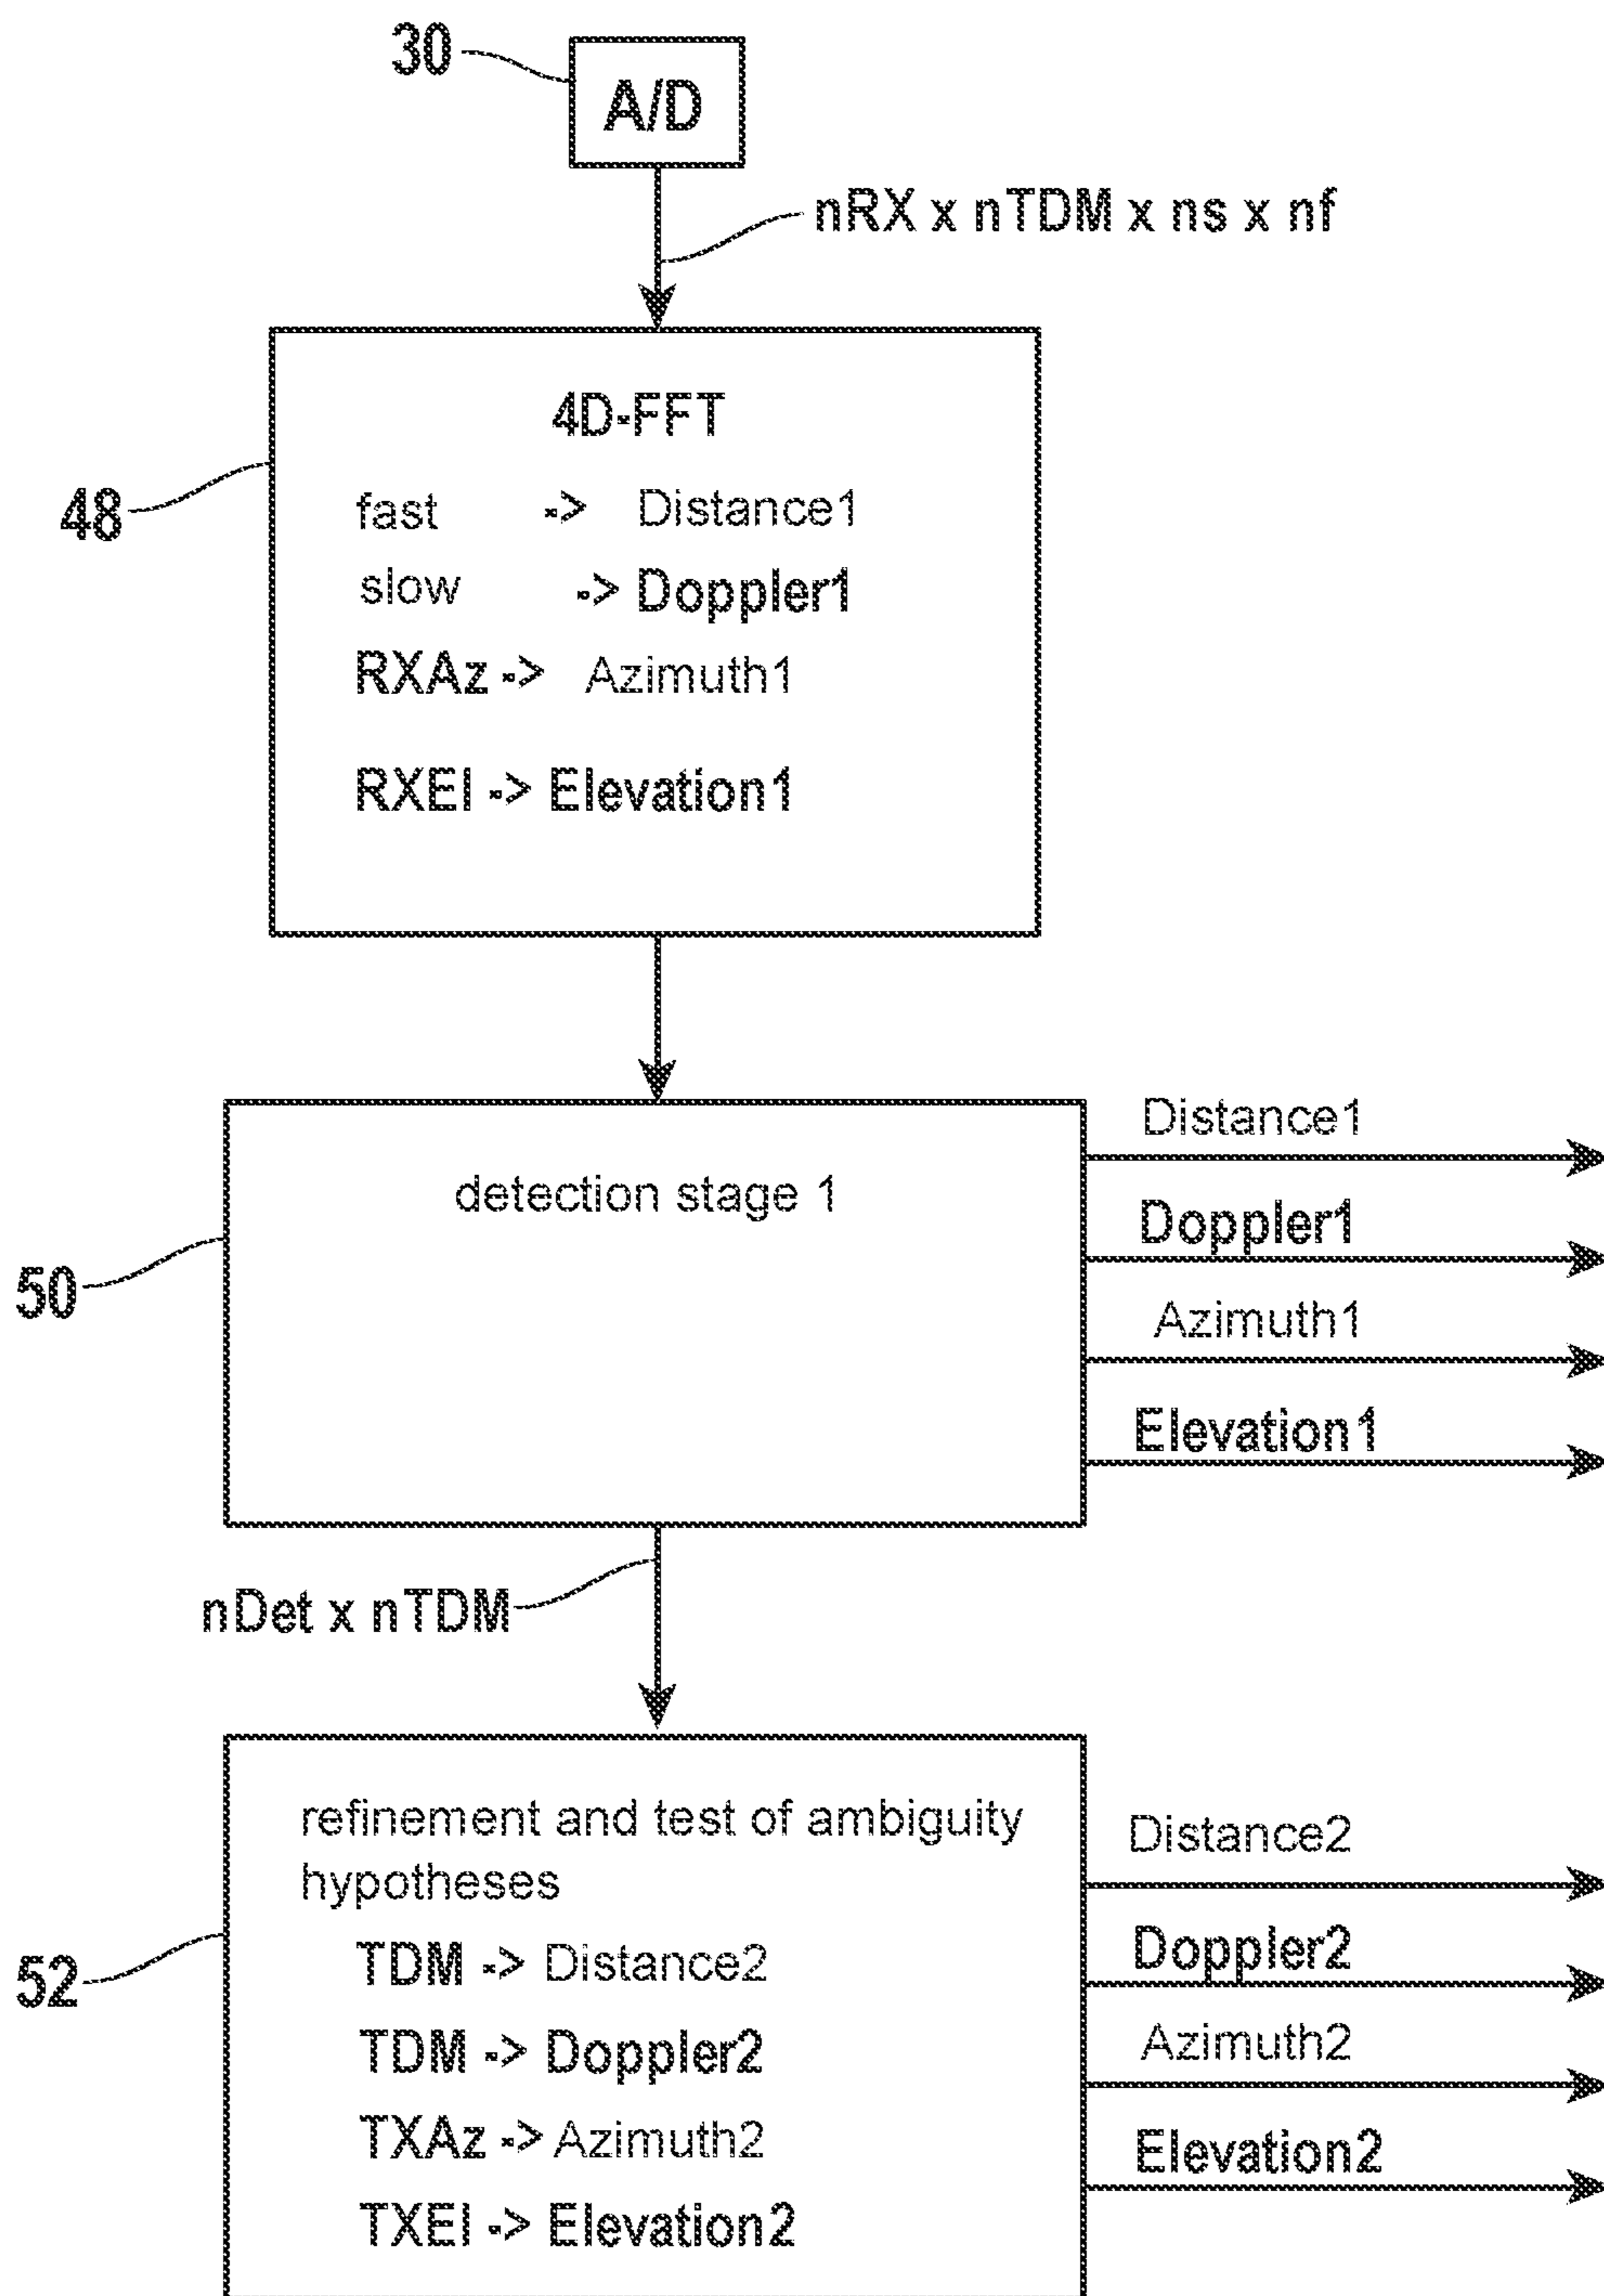 30
A/D
nRX x nTDM x ns x nf
4D-FFT
48
fast -> Distance1
slow -> Doppler1
RXAz -> Azimuth1
RXEl -> Elevation1
detection stage 1
50
Distance1
Doppler1
Azimuth1
Elevation1
nDet x nTDM
refinement and test of ambiguity
hypotheses
52
TDM -> Distance2
TDM -> Doppler2
TXAz -> Azimuth2
TXEl -> Elevation2
Distance2
Doppler2
Azimuth2
Elevation2